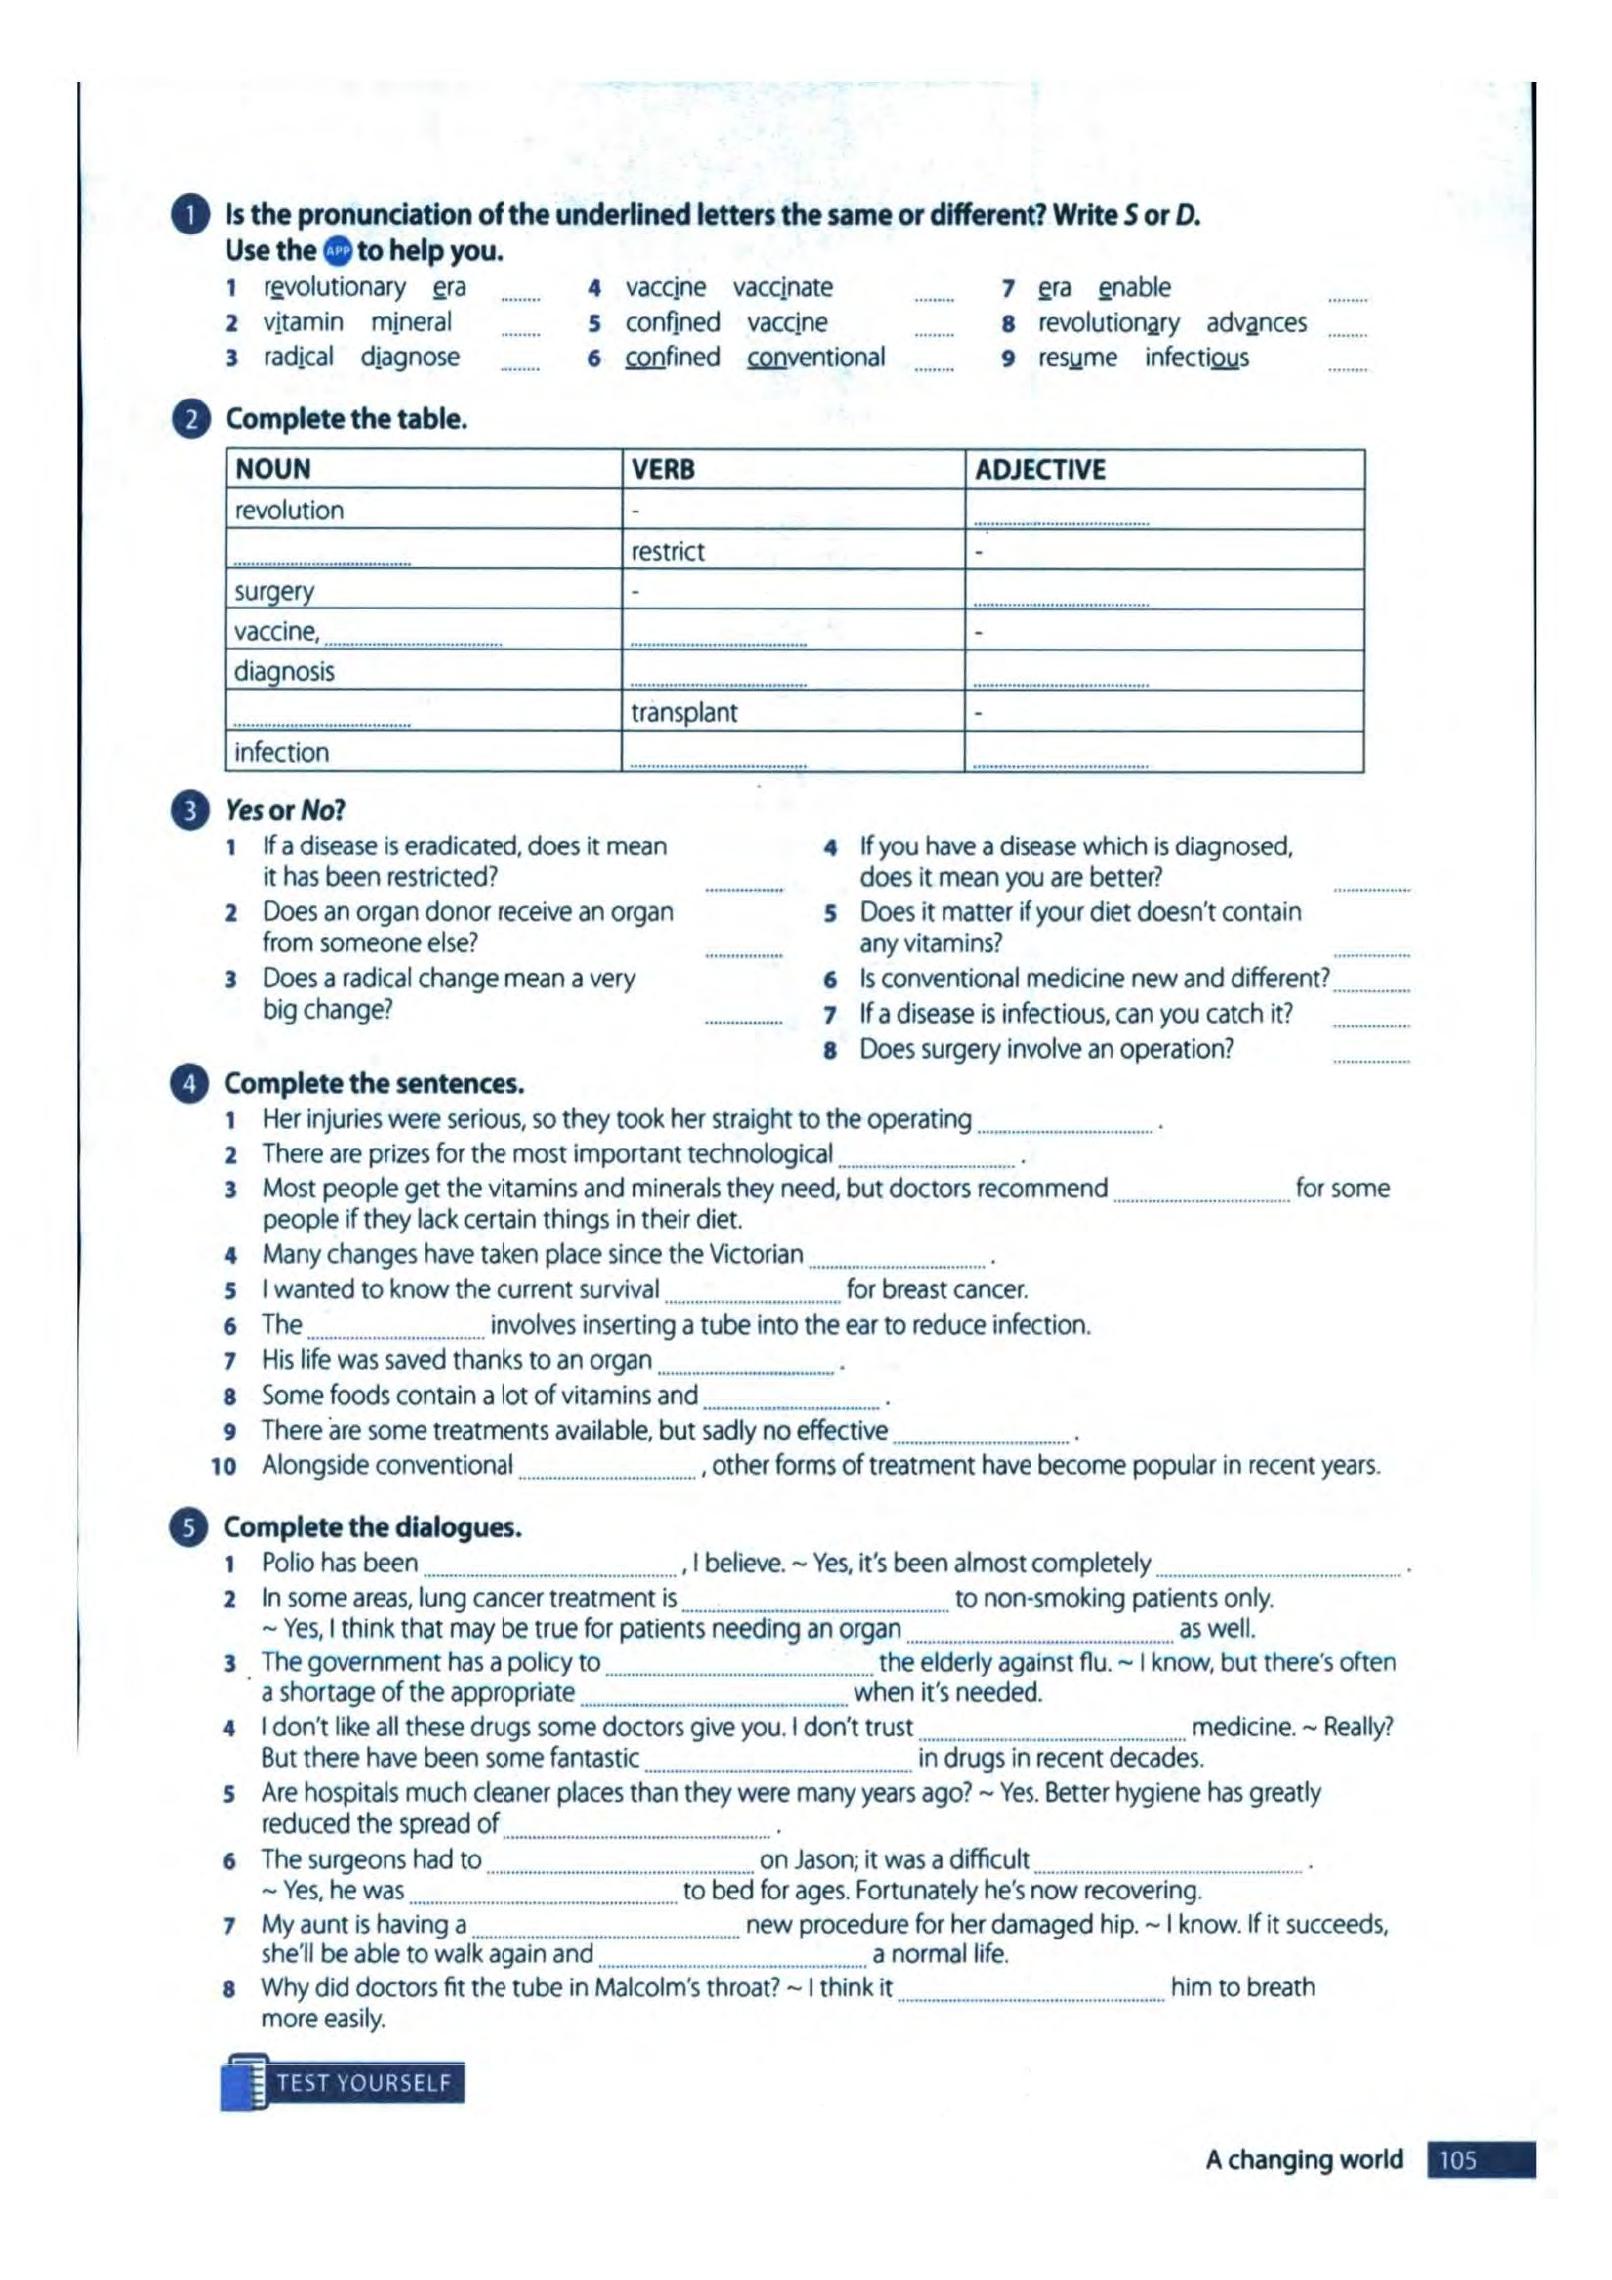 1 Is the pronunciation of the underlined letters the same or different? Write S or D.
Use the APP to help you.
1 revolutionary era ........ 4 vaccine vaccinate ........ 7 era enable ........
2 vitamin mineral ........ 5 confined vaccine ........ 8 revolutionary advances ........
3 radical diagnose ........ 6 confined conventional ........ 9 resume infectious ........
2 Complete the table.
NOUN VERB ADJECTIVE
revolution - ........
........ restrict -
surgery - ........
vaccine, ........ ........ -
diagnosis ........ ........
........ transplant -
infection ........ ........
3 Yes or No?
1 If a disease is eradicated, does it mean
it has been restricted? ........
2 Does an organ donor receive an organ
from someone else? ........
3 Does a radical change mean a very
big change? ........
4 If you have a disease which is diagnosed,
does it mean you are better? ........
5 Does it matter if your diet doesn't contain
any vitamins? ........
6 Is conventional medicine new and different? ........
7 If a disease is infectious, can you catch it? ........
8 Does surgery involve an operation? ........
4 Complete the sentences.
1 Her injuries were serious, so they took her straight to the operating ........ .
2 There are prizes for the most important technological ........ .
3 Most people get the vitamins and minerals they need, but doctors recommend ........ for some
people if they lack certain things in their diet.
4 Many changes have taken place since the Victorian ........ .
5 I wanted to know the current survival ........ for breast cancer.
6 The ........ involves inserting a tube into the ear to reduce infection.
7 His life was saved thanks to an organ ........ .
8 Some foods contain a lot of vitamins and ........ .
9 There are some treatments available, but sadly no effective ........ .
10 Alongside conventional ........ , other forms of treatment have become popular in recent years.
5 Complete the dialogues.
1 Polio has been ........ , I believe. ~ Yes, it's been almost completely ........ .
2 In some areas, lung cancer treatment is ........ to non-smoking patients only.
~ Yes, I think that may be true for patients needing an organ ........ as well.
3 The government has a policy to ........ the elderly against flu. ~ I know, but there's often
a shortage of the appropriate ........ when it's needed.
4 I don't like all these drugs some doctors give you. I don't trust ........ medicine. ~ Really?
But there have been some fantastic ........ in drugs in recent decades.
5 Are hospitals much cleaner places than they were many years ago? ~ Yes. Better hygiene has greatly
reduced the spread of ........ .
6 The surgeons had to ........ on Jason; it was a difficult ........ .
~ Yes, he was ........ to bed for ages. Fortunately he's now recovering.
7 My aunt is having a ........ new procedure for her damaged hip. ~ I know. If it succeeds,
she'll be able to walk again and ........ a normal life.
8 Why did doctors fit the tube in Malcolm's throat? ~ I think it ........ him to breath
more easily.
TEST YOURSELF
A changing world 105